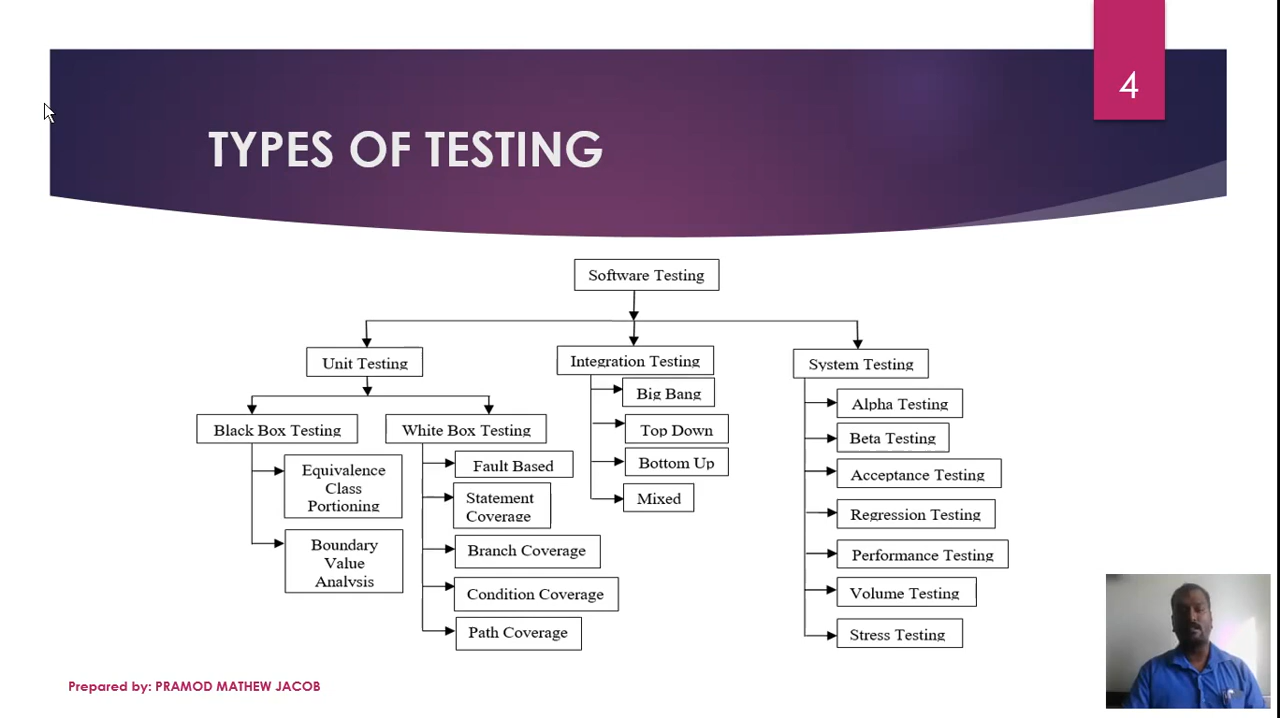 4
TYPES OF TESTING
Software Testing
Unit Testing
Integration Testing
System Testing
Black Box Testing
White Box Testing
Equivalence
Class
Portioning
Boundary
Value
Analysis
Fault Based
Statement
Coverage
Branch Coverage
Condition Coverage
Path Coverage
Big Bang
Top Down
Bottom Up
Mixed
Alpha Testing
Beta Testing
Acceptance Testing
Regression Testing
Performance Testing
Volume Testing
Stress Testing
Prepared by: PRAMOD MATHEW JACOB